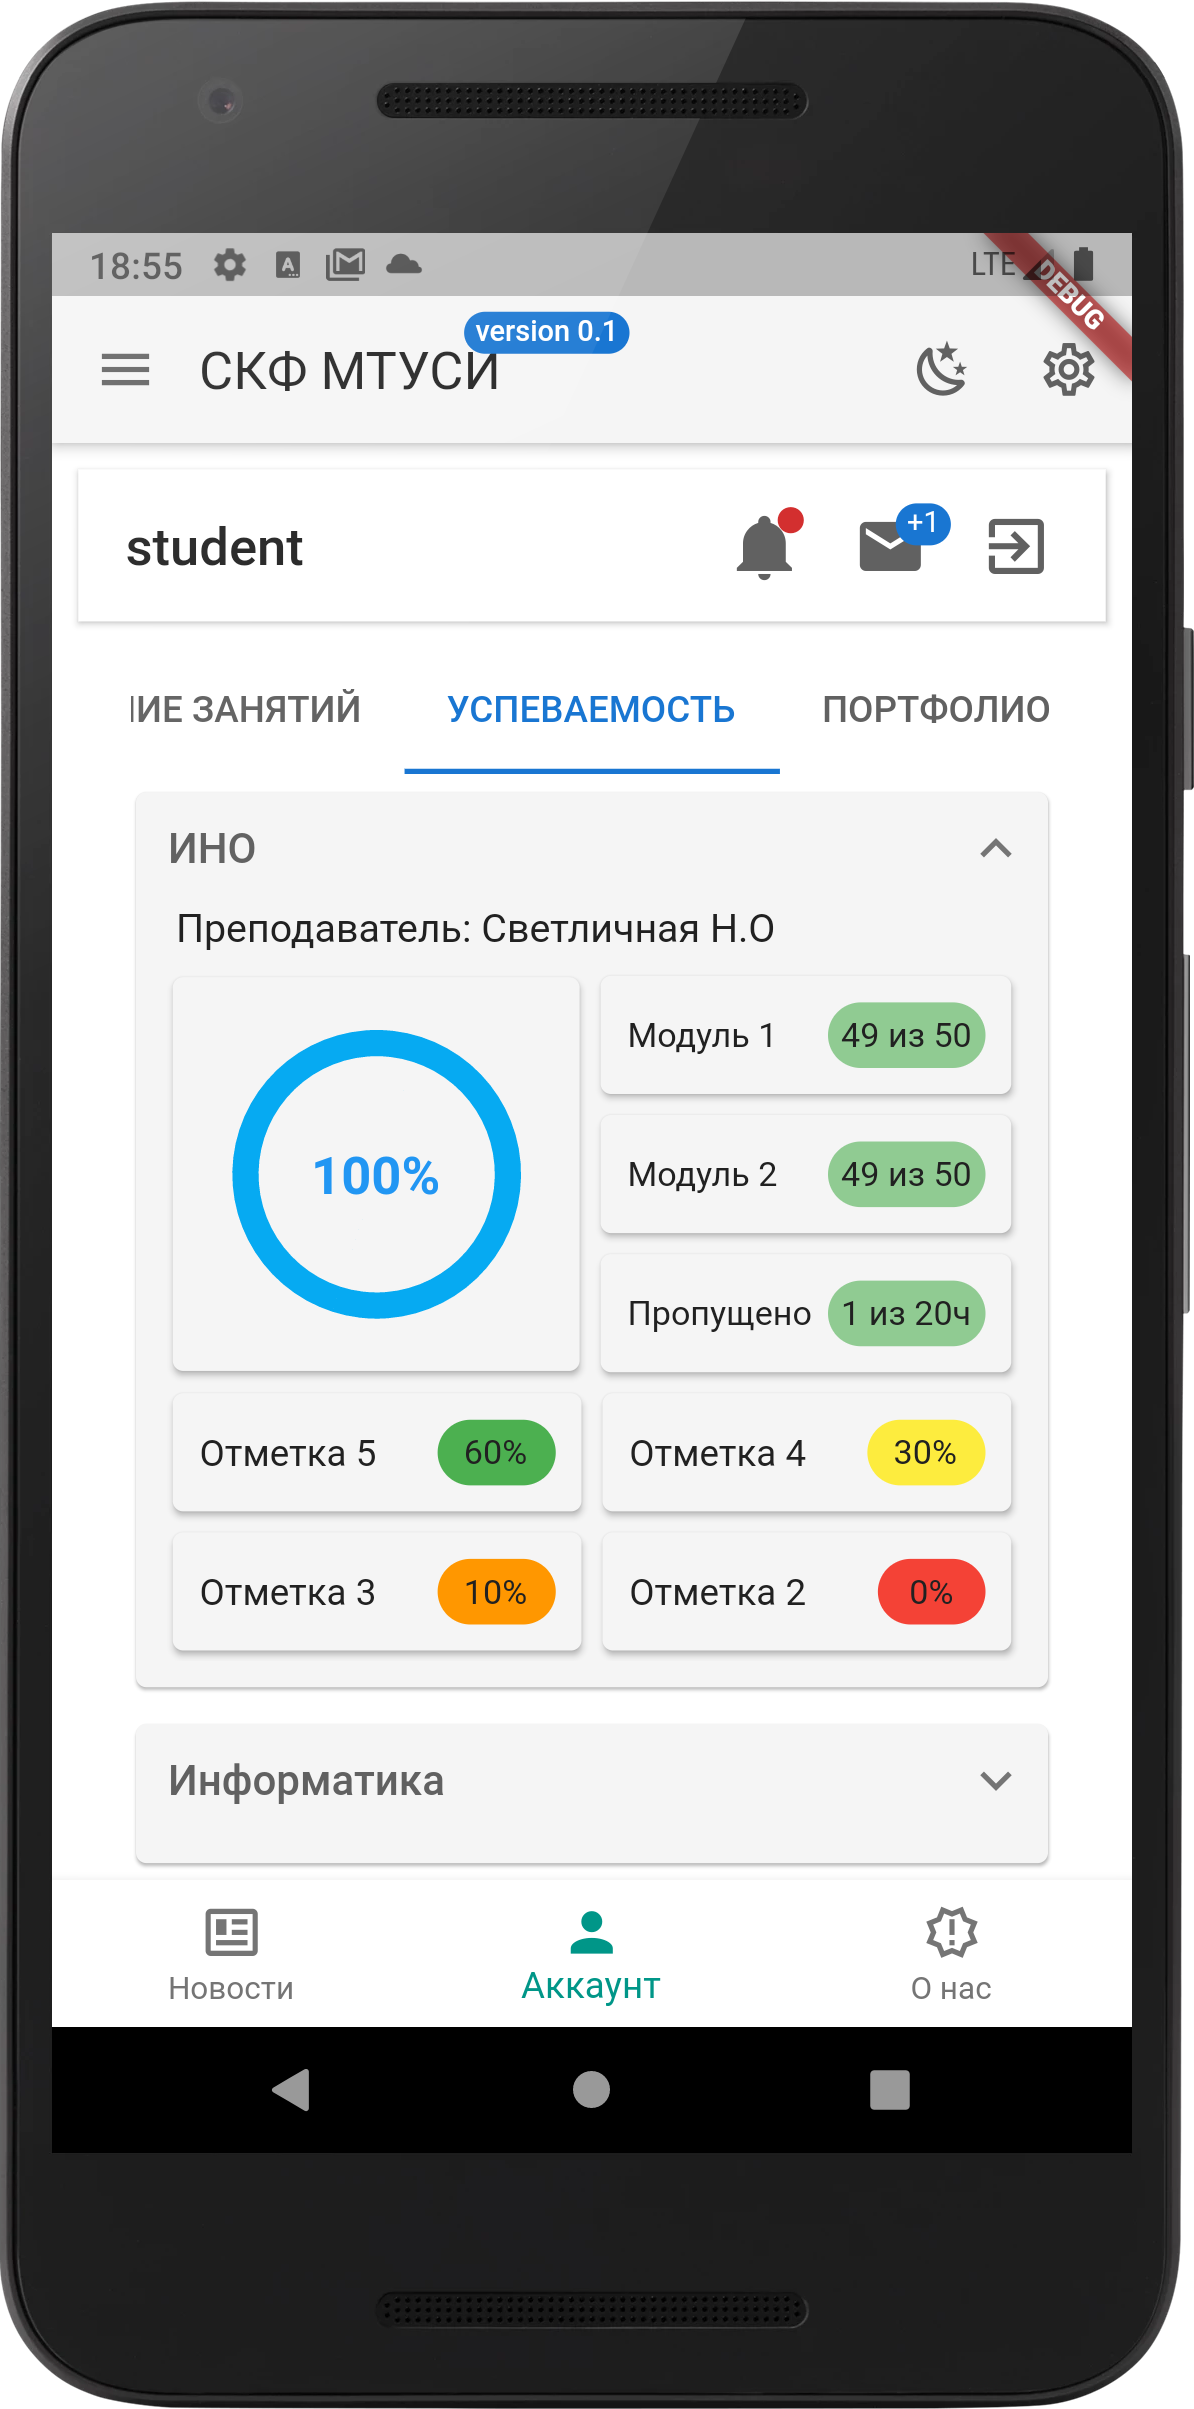 18:55
LTE
DEBUG
version 0.1
СКФ МТУСИ
student
+1
ИЕ ЗАНЯТИЙ УСПЕВАЕМОСТЬ ПОРТФОЛИО
ИНО
Преподаватель: Светличная Н.О
100%
Модуль 1 49 из 50
Модуль 2 49 из 50
Пропущено 1 из 20ч
Отметка 5 60% Отметка 4 30%
Отметка 3 10% Отметка 2 0%
Информатика
Новости Аккаунт О нас